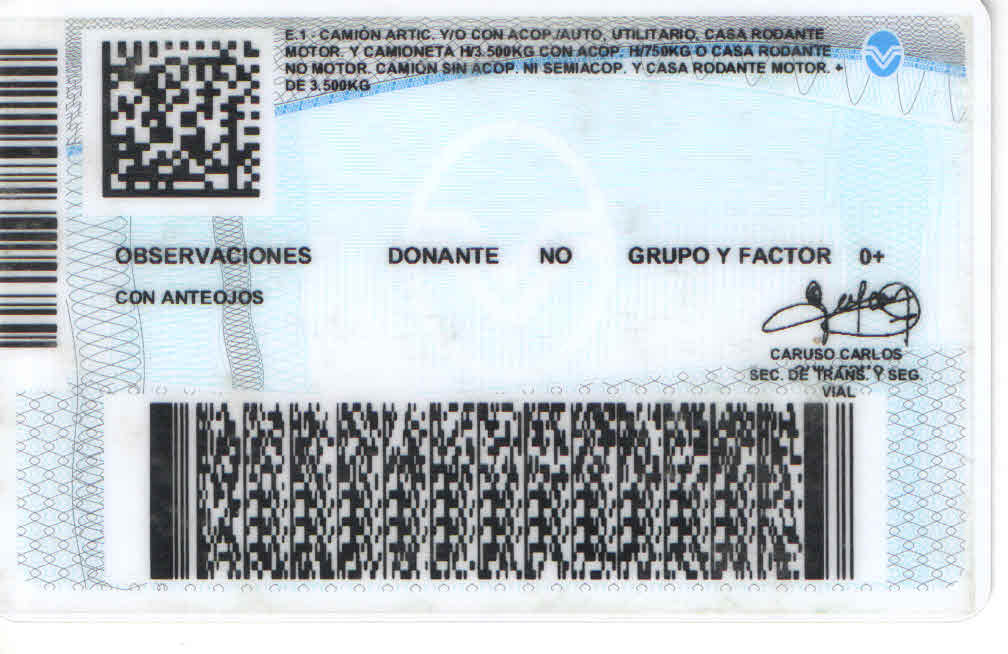 E.1 - CAMIÓN ARTIC. Y/O CON ACOP./AUTO, UTILITARIO, CASA RODANTE
MOTOR. Y CAMIONETA H/3.500KG CON ACOP. H/750KG O CASA RODANTE
NO MOTOR. CAMIÓN SIN ACOP. NI SEMIACOP. Y CASA RODANTE MOTOR. +
DE 3.500KG
OBSERVACIONES DONANTE NO GRUPO Y FACTOR 0+
CON ANTEOJOS
CARUSO CARLOS
SEC. DE TRANS. Y SEG.
VIAL